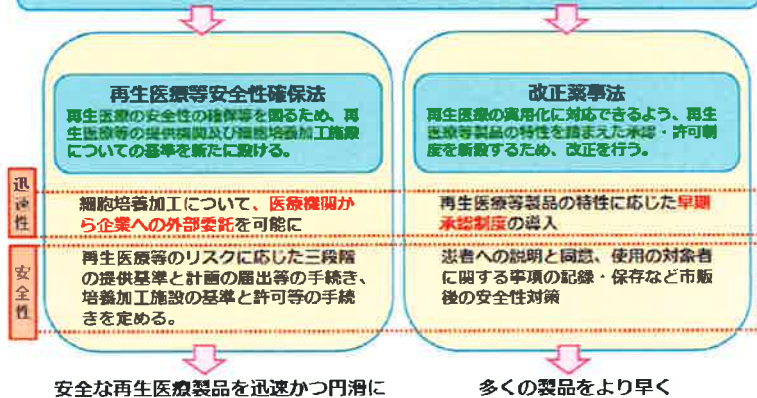 再生医療等安全性確保法
再生医療の安全性の確保等を図るため、再
生医療等の提供機関及び細胞培養加工施設
についての基準を新たに設ける。
改正薬事法
再生医療の実用化に対応できるよう、再生
医療等製品の特性を踏まえた承認・許可制
度を新設するため、改正を行う。
迅速性
細胞培養加工について、医療機関か
ら企業への外部委託を可能に
再生医療等製品の特性に応じた早期
承認制度の導入
安全性
再生医療等のリスクに応じた三段階
の提供基準と計画の届出等の手続き、
培養加工施設の基準と許可等の手続
きを定める。
患者への説明と同意、使用の対象者
に関する事項の記録・保存など市販
後の安全性対策
安全な再生医療製品を迅速かつ円滑に
多くの製品をより早く